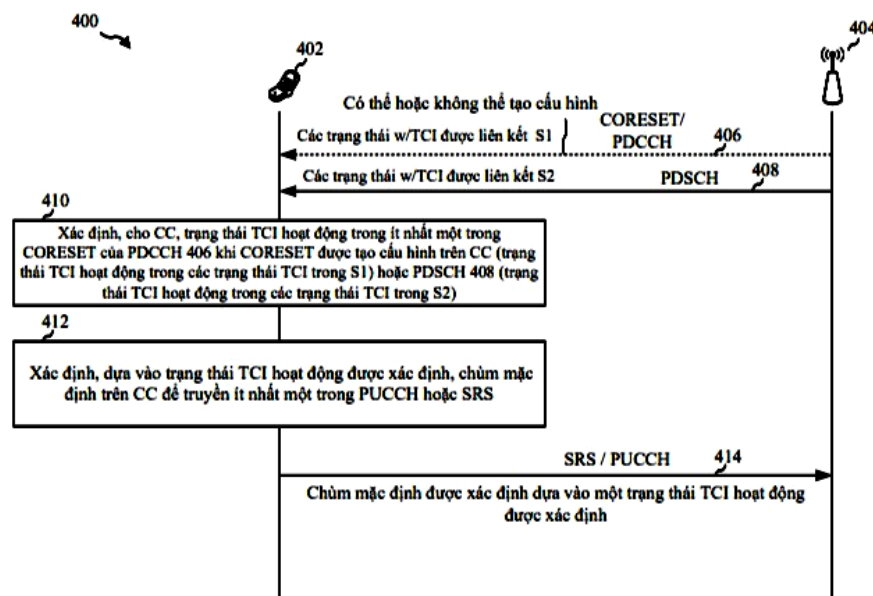 400
402
404
Có thể hoặc không thể tạo cấu hình
CORESET/
PDCCH
Các trạng thái w/TCI được liên kết S1
406
Các trạng thái w/TCI được liên kết S2
PDSCH
408
410
Xác định, cho CC, trạng thái TCI hoạt động trong ít nhất một trong
CORESET của PDCCH 406 khi CORESET được tạo cấu hình trên CC (trạng
thái TCI hoạt động trong các trạng thái TCI trong S1) hoặc PDSCH 408 (trạng
thái TCI hoạt động trong các trạng thái TCI trong S2)
412
Xác định, dựa vào trạng thái TCI hoạt động được xác định, chùm mặc
định trên CC để truyền ít nhất một trong PUCCH hoặc SRS
SRS / PUCCH
414
Chùm mặc định được xác định dựa vào một trạng thái TCI hoạt động
được xác định